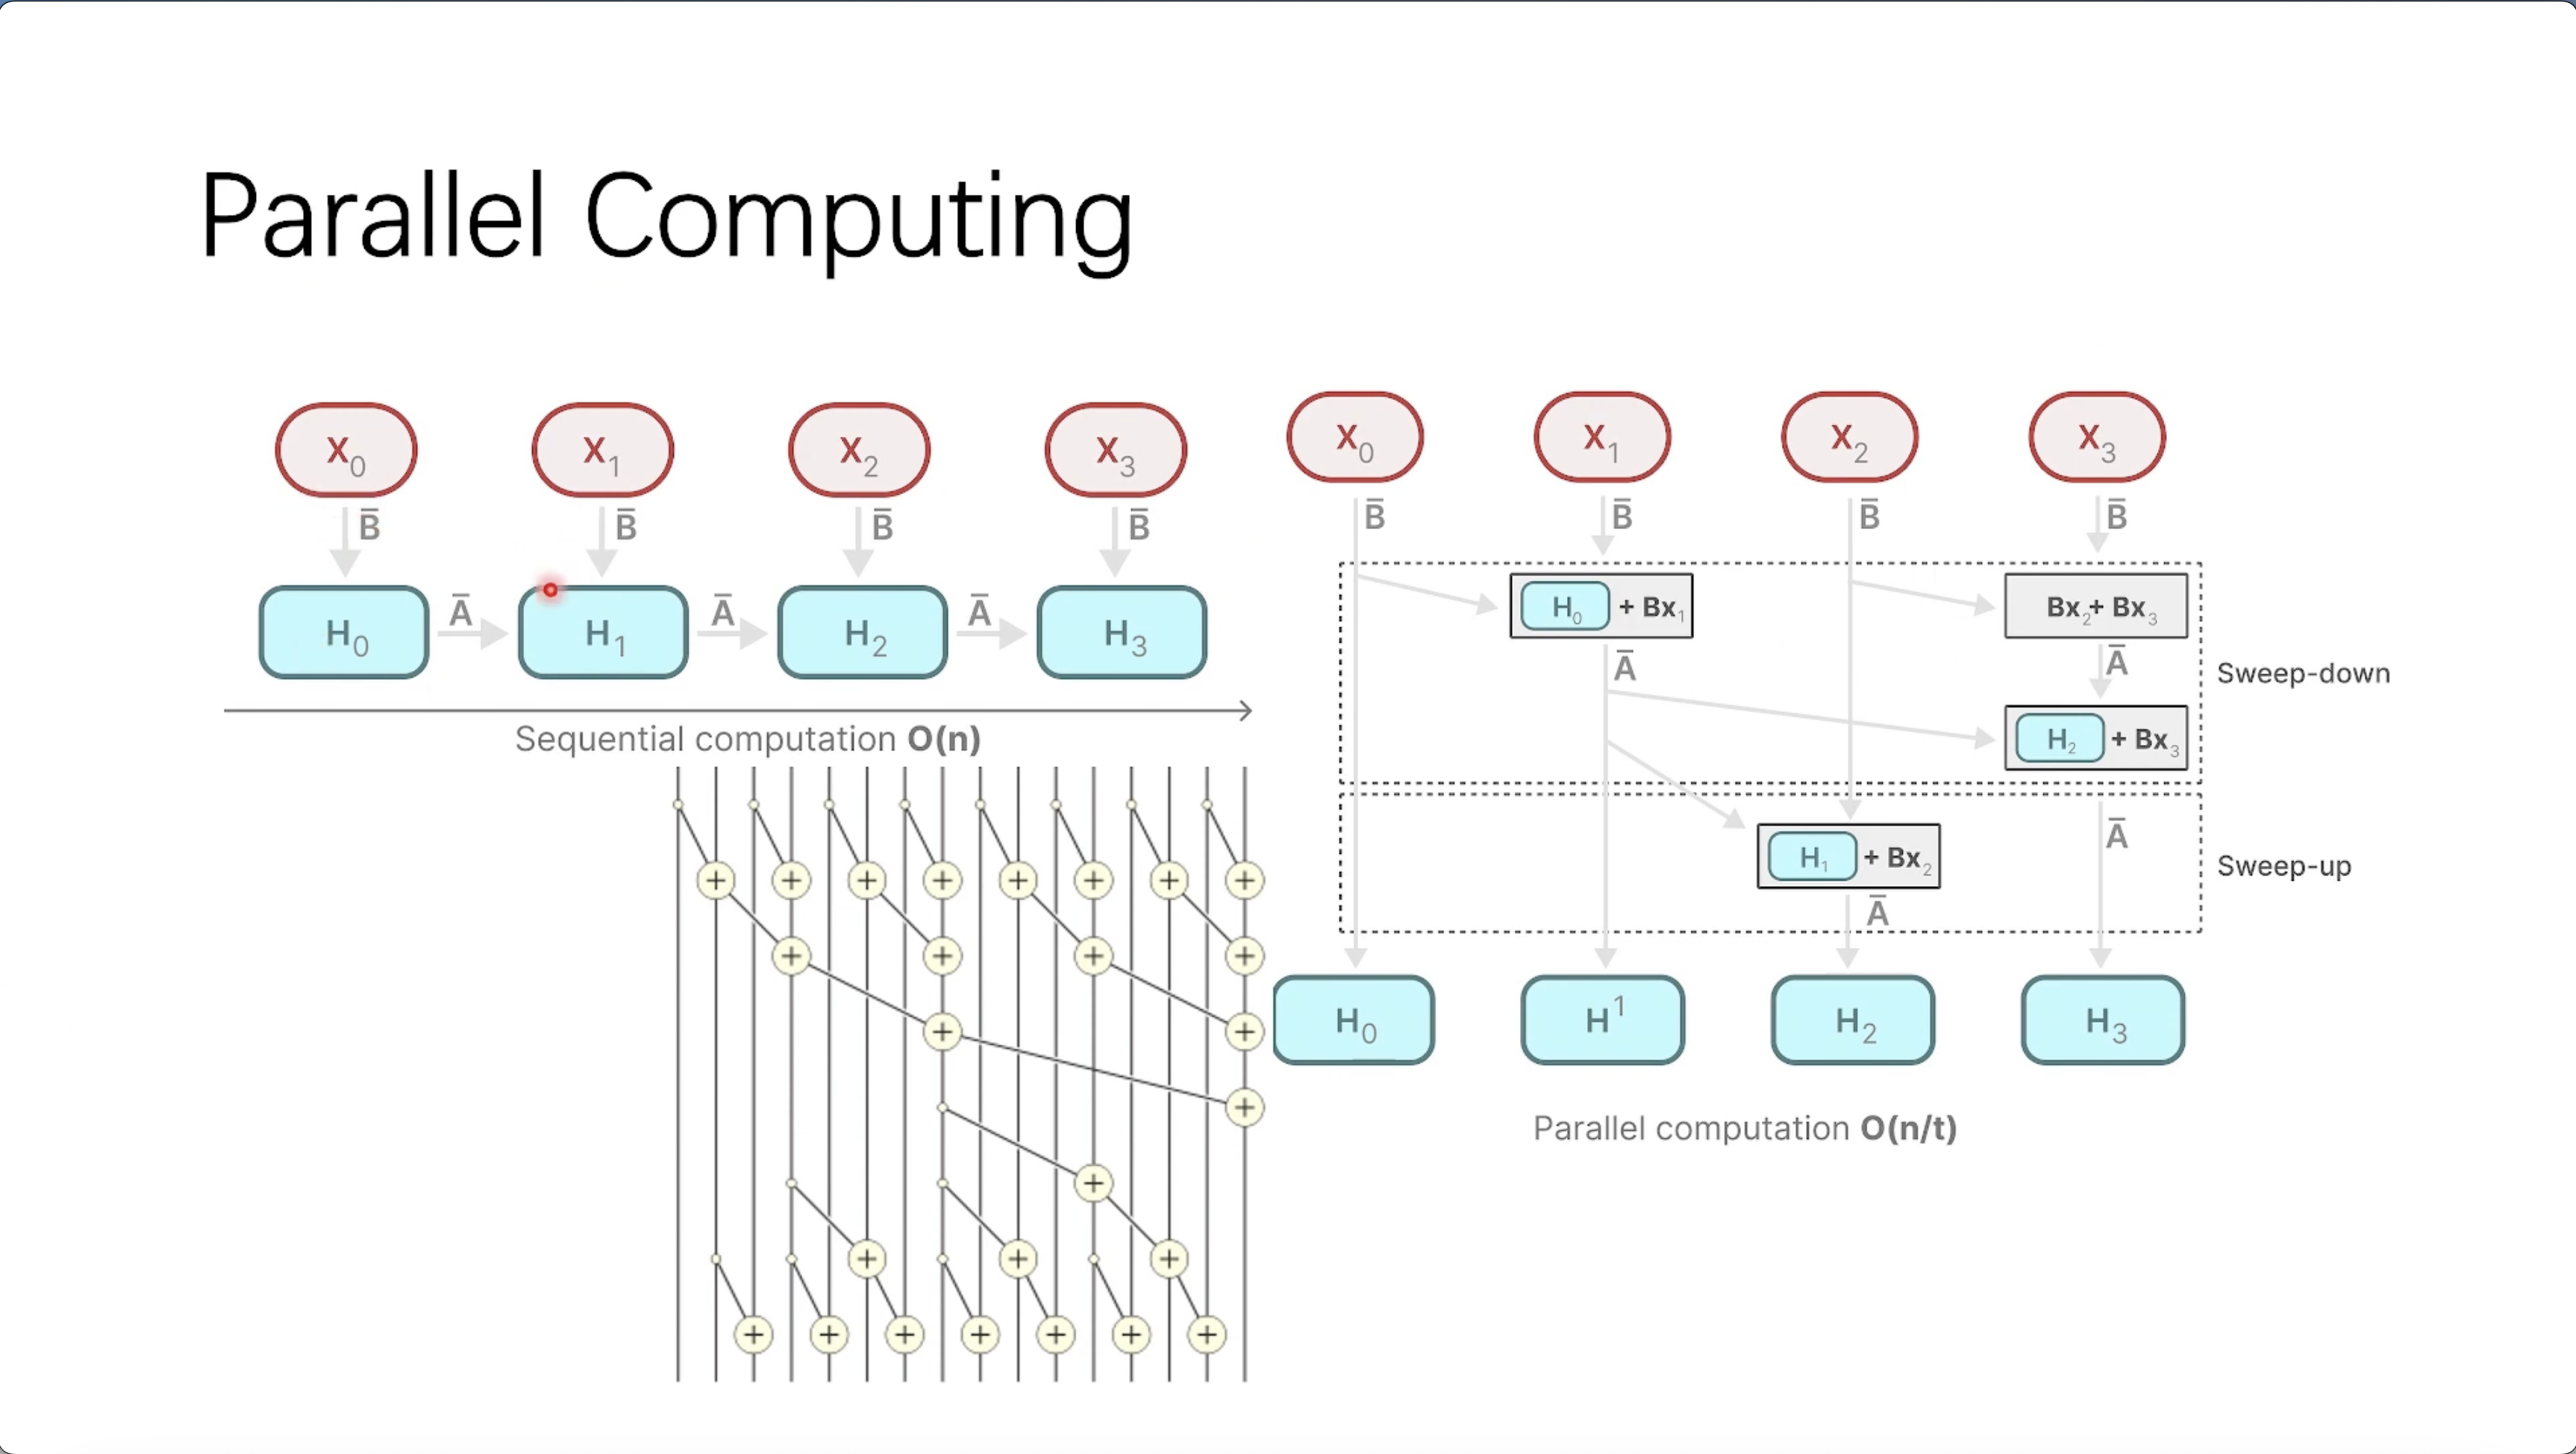 Parallel Computing
X0 X1 X2 X3
B̄ B̄ B̄ B̄
H0 Ā H1 Ā H2 Ā H3
Sequential computation O(n)
+ + + + + + + +
+ + + +
+ +
+
+
+ + +
+ + + + + + +
X0 X1 X2 X3
B̄ B̄ B̄ B̄
H0 + Bx1 Bx2+ Bx3
Ā Ā
Sweep-down
H2 + Bx3
H1 + Bx2 Ā
Sweep-up
Ā
H0 H1 H2 H3
Parallel computation O(n/t)